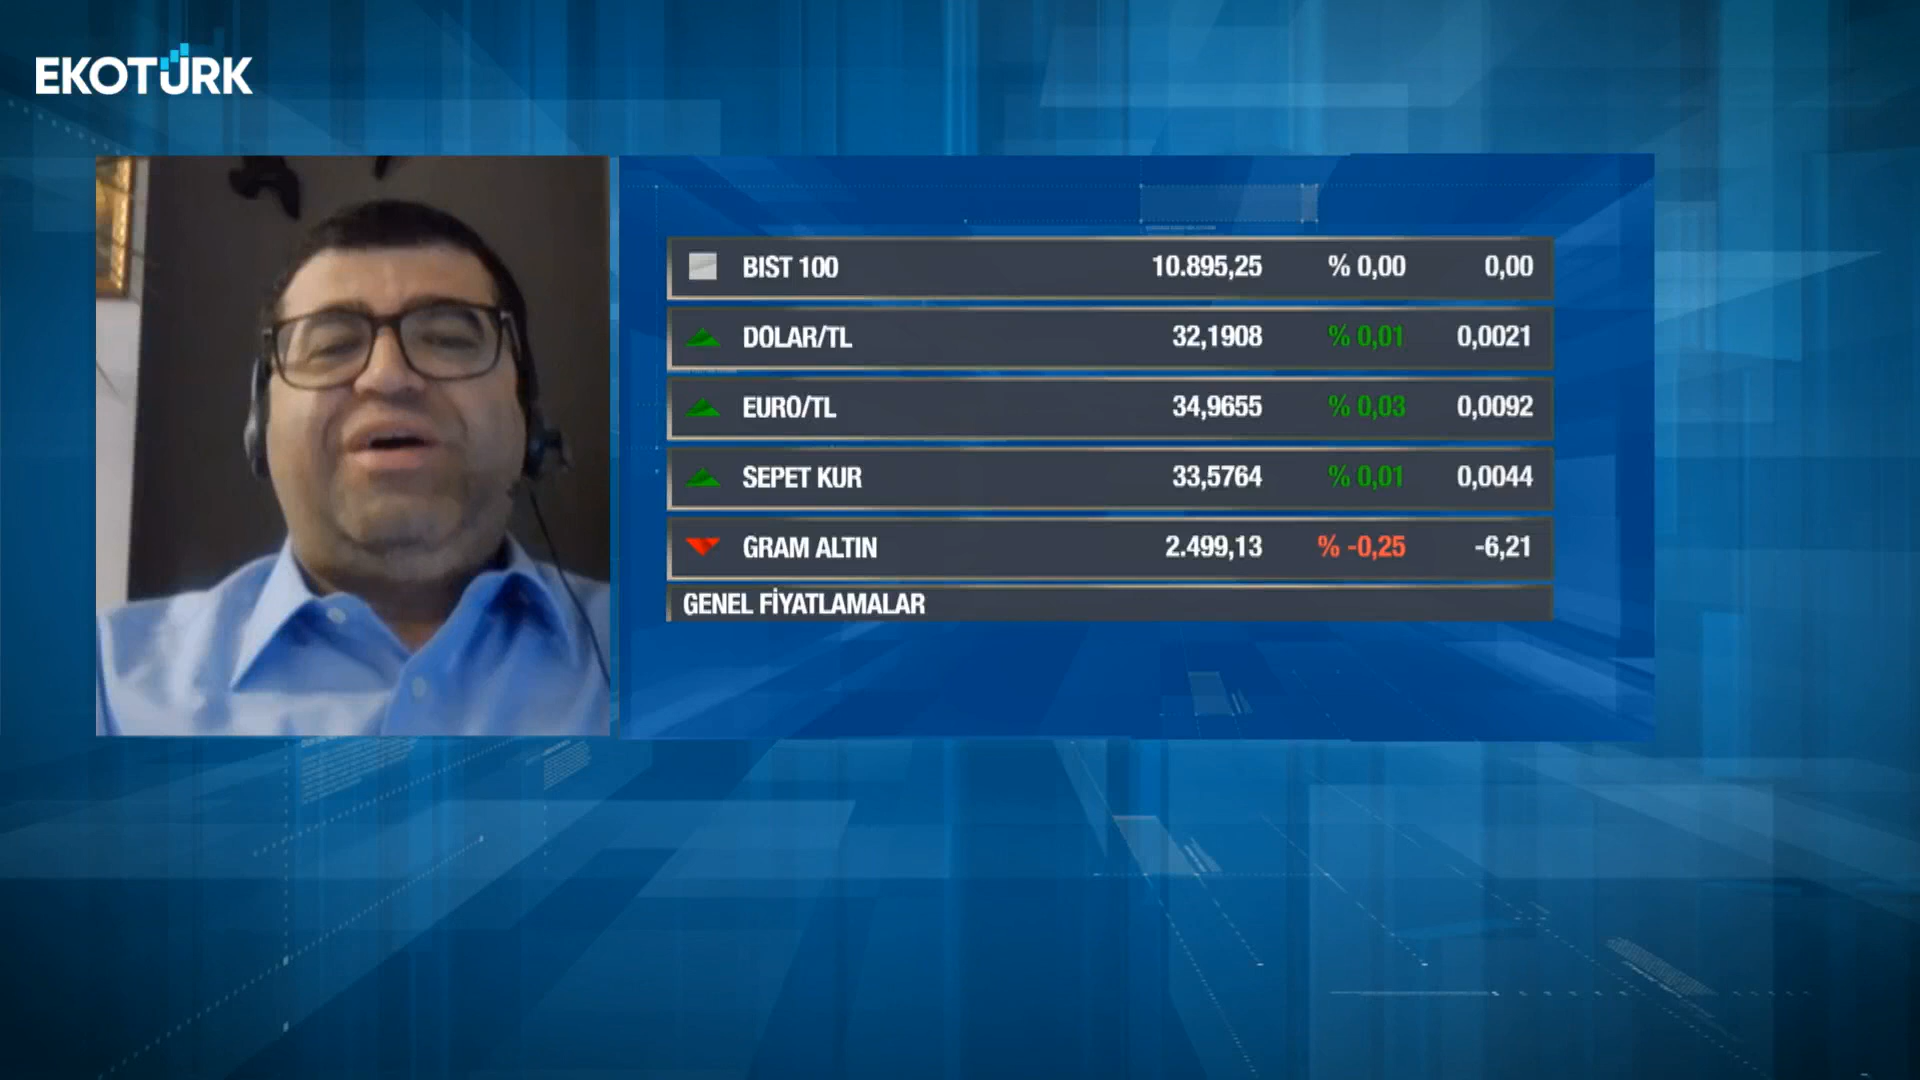 EKOTÜRK
BIST 100 10.895,25 % 0,00 0,00
DOLAR/TL 32,1908 % 0,01 0,0021
EURO/TL 34,9655 % 0,03 0,0092
SEPET KUR 33,5764 % 0,01 0,0044
GRAM ALTIN 2.499,13 % -0,25 -6,21
GENEL FİYATLAMALAR